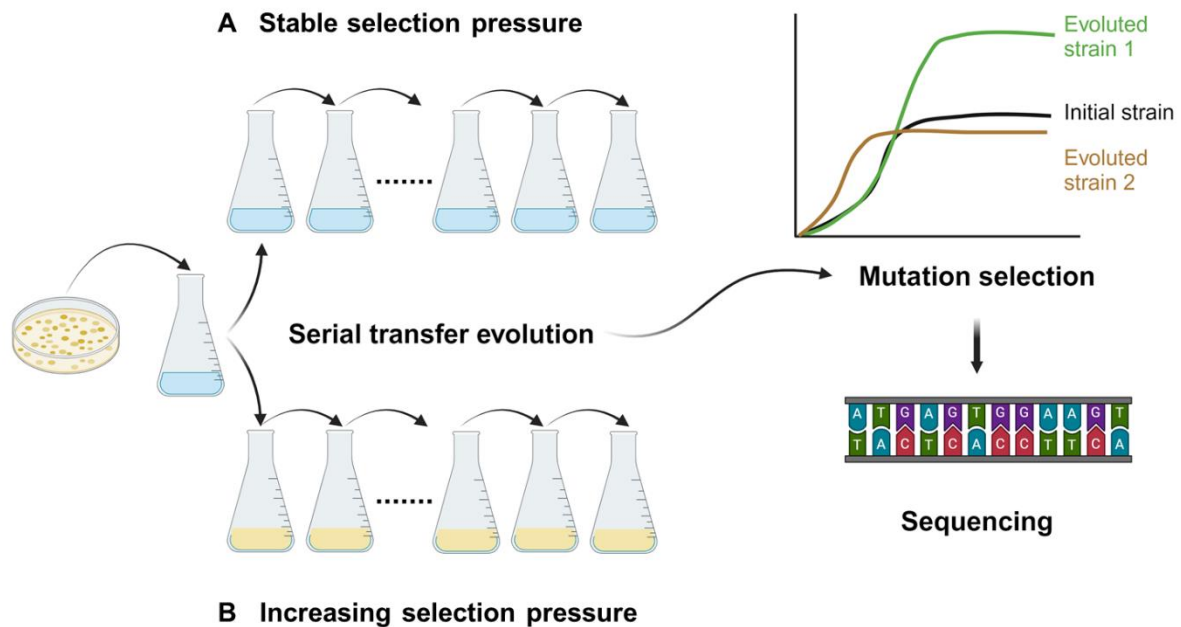 A Stable selection pressure
Evoluted
strain 1
Initial strain
Evoluted
strain 2
Mutation selection
Serial transfer evolution
A T G A G T G G A A G T
T A C T C A C C T T C A
Sequencing
B Increasing selection pressure